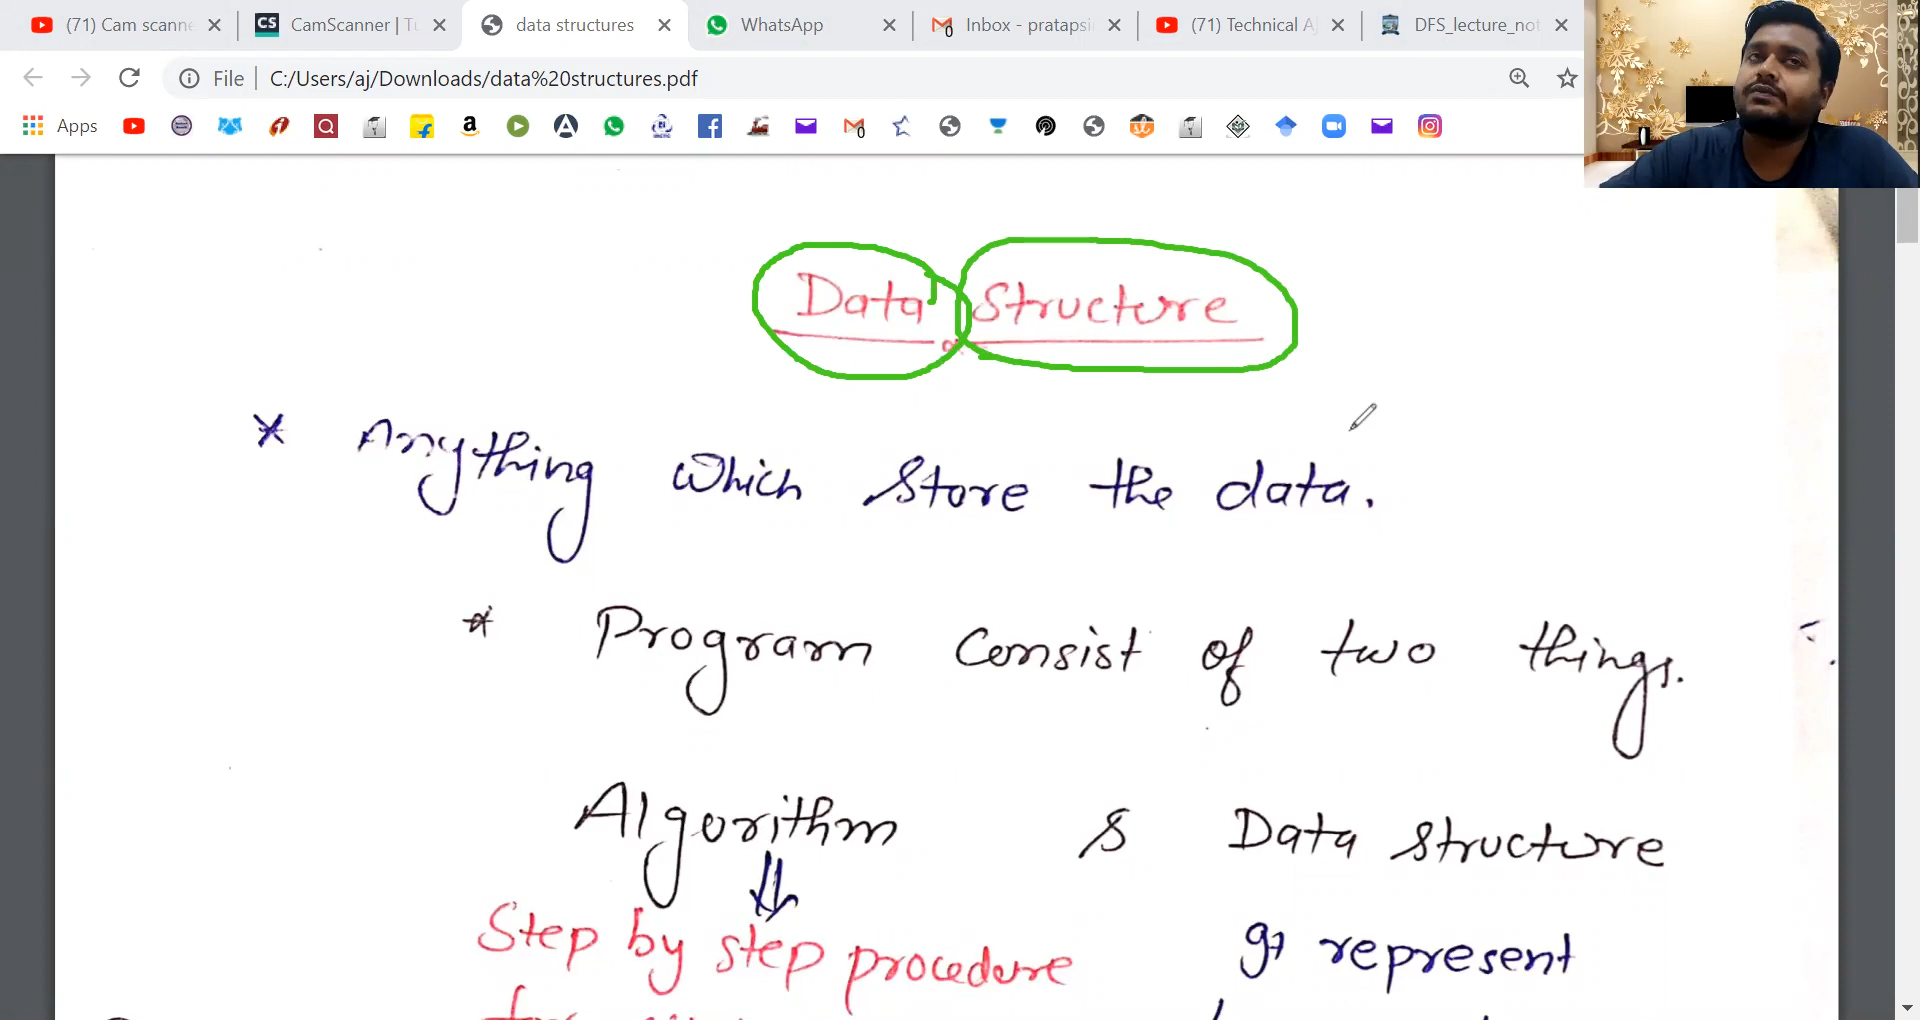 (71) Cam scanne
CS CamScanner | Tu
data structures
WhatsApp
Inbox - pratapsi
(71) Technical A
DFS_lecture_not
File C:/Users/aj/Downloads/data%20structures.pdf
Apps
Data Structure
* Anything which store the data.
* Program consist of two things.
Algorithm & Data structure
Step by step procedure
It represent